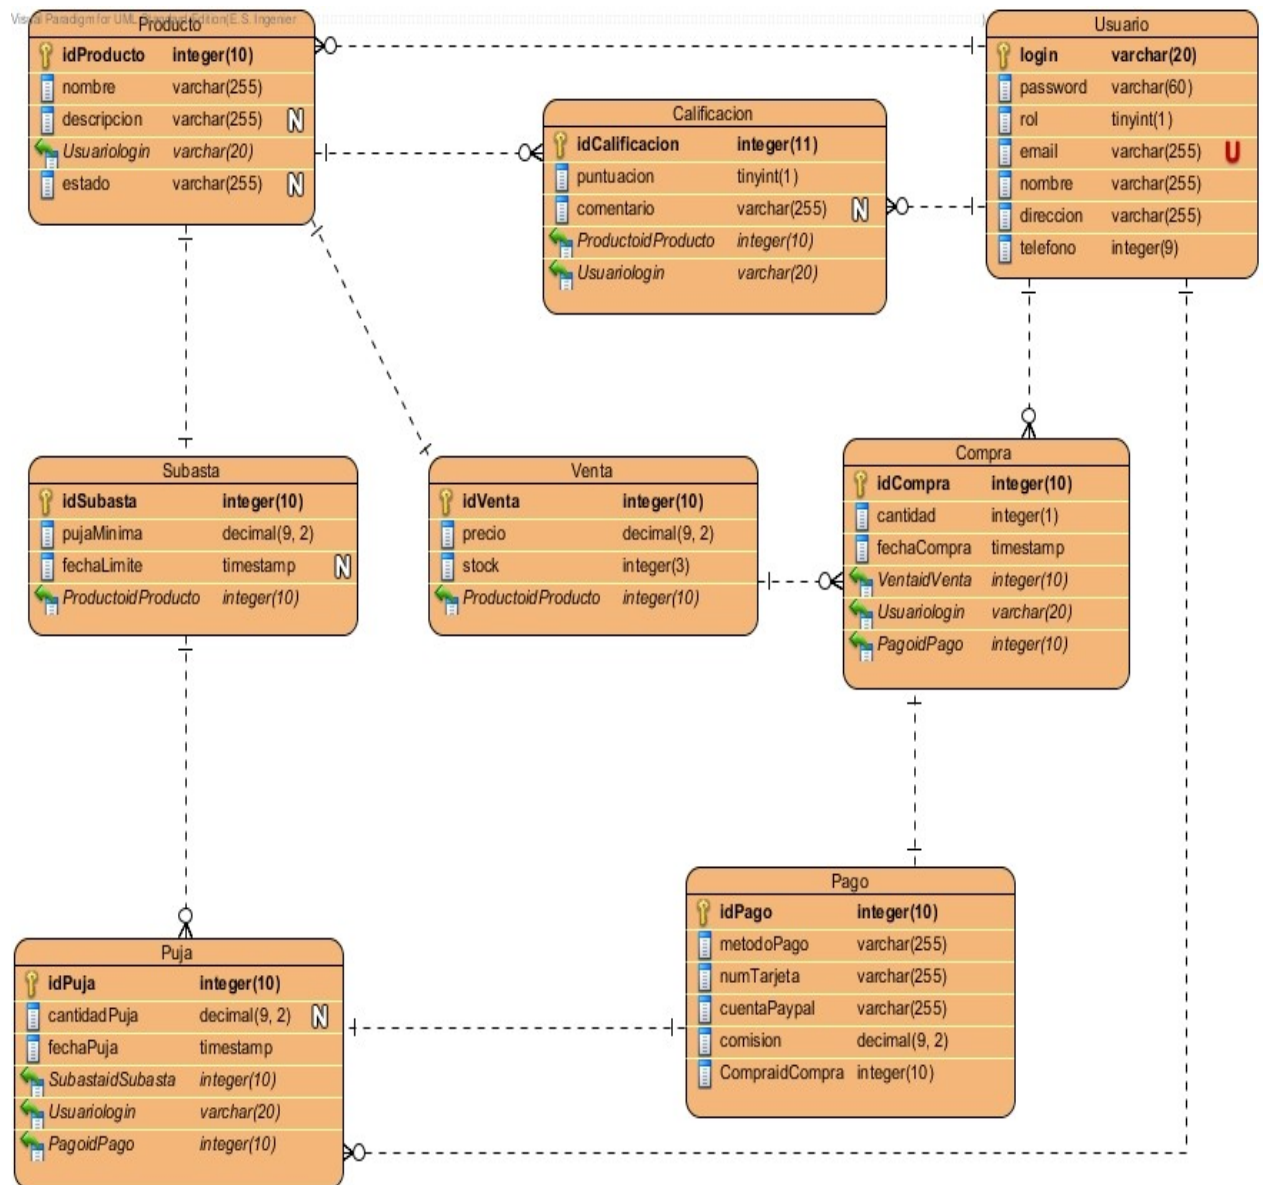 Visual Paradigm for UML Standard Edition(E.S. Ingenier
Producto
idProducto integer(10)
nombre varchar(255)
descripcion varchar(255) N
Usuariologin varchar(20)
estado varchar(255) N
Usuario
login varchar(20)
password varchar(60)
rol tinyint(1)
email varchar(255) U
nombre varchar(255)
direccion varchar(255)
telefono integer(9)
Calificacion
idCalificacion integer(11)
puntuacion tinyint(1)
comentario varchar(255) N
ProductoidProducto integer(10)
Usuariologin varchar(20)
Subasta
idSubasta integer(10)
pujaMinima decimal(9, 2)
fechaLimite timestamp N
ProductoidProducto integer(10)
Venta
idVenta integer(10)
precio decimal(9, 2)
stock integer(3)
ProductoidProducto integer(10)
Compra
idCompra integer(10)
cantidad integer(1)
fechaCompra timestamp
VentaidVenta integer(10)
Usuariologin varchar(20)
PagoidPago integer(10)
Pago
idPago integer(10)
metodoPago varchar(255)
numTarjeta varchar(255)
cuentaPaypal varchar(255)
comision decimal(9, 2)
CompraidCompra integer(10)
Puja
idPuja integer(10)
cantidadPuja decimal(9, 2) N
fechaPuja timestamp
SubastaidSubasta integer(10)
Usuariologin varchar(20)
PagoidPago integer(10)